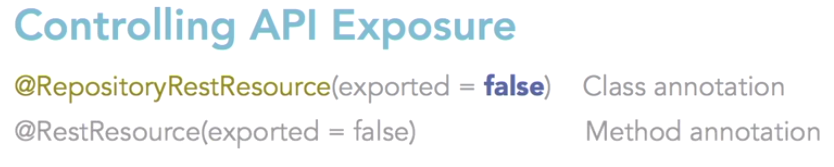 Controlling API Exposure
@RepositoryRestResource(exported = false) Class annotation
@RestResource(exported = false) Method annotation